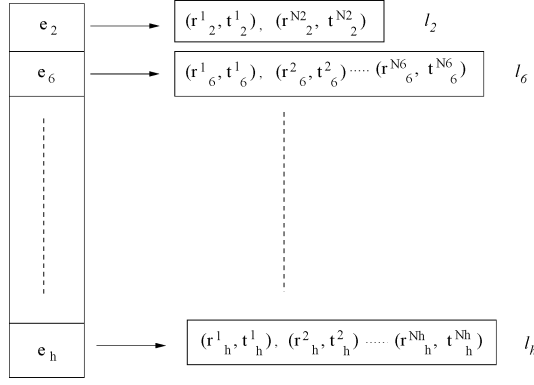 e₂ (r¹₂, t¹₂), (rᴺ²₂, tᴺ²₂) l₂
e₆ (r¹₆, t¹₆), (r²₆, t²₆) ····· (rᴺ⁶₆, tᴺ⁶₆) l₆
eₕ (r¹ₕ, t¹ₕ), (r²ₕ, t²ₕ) ······ (rᴺʰₕ, tᴺʰₕ) lₕ